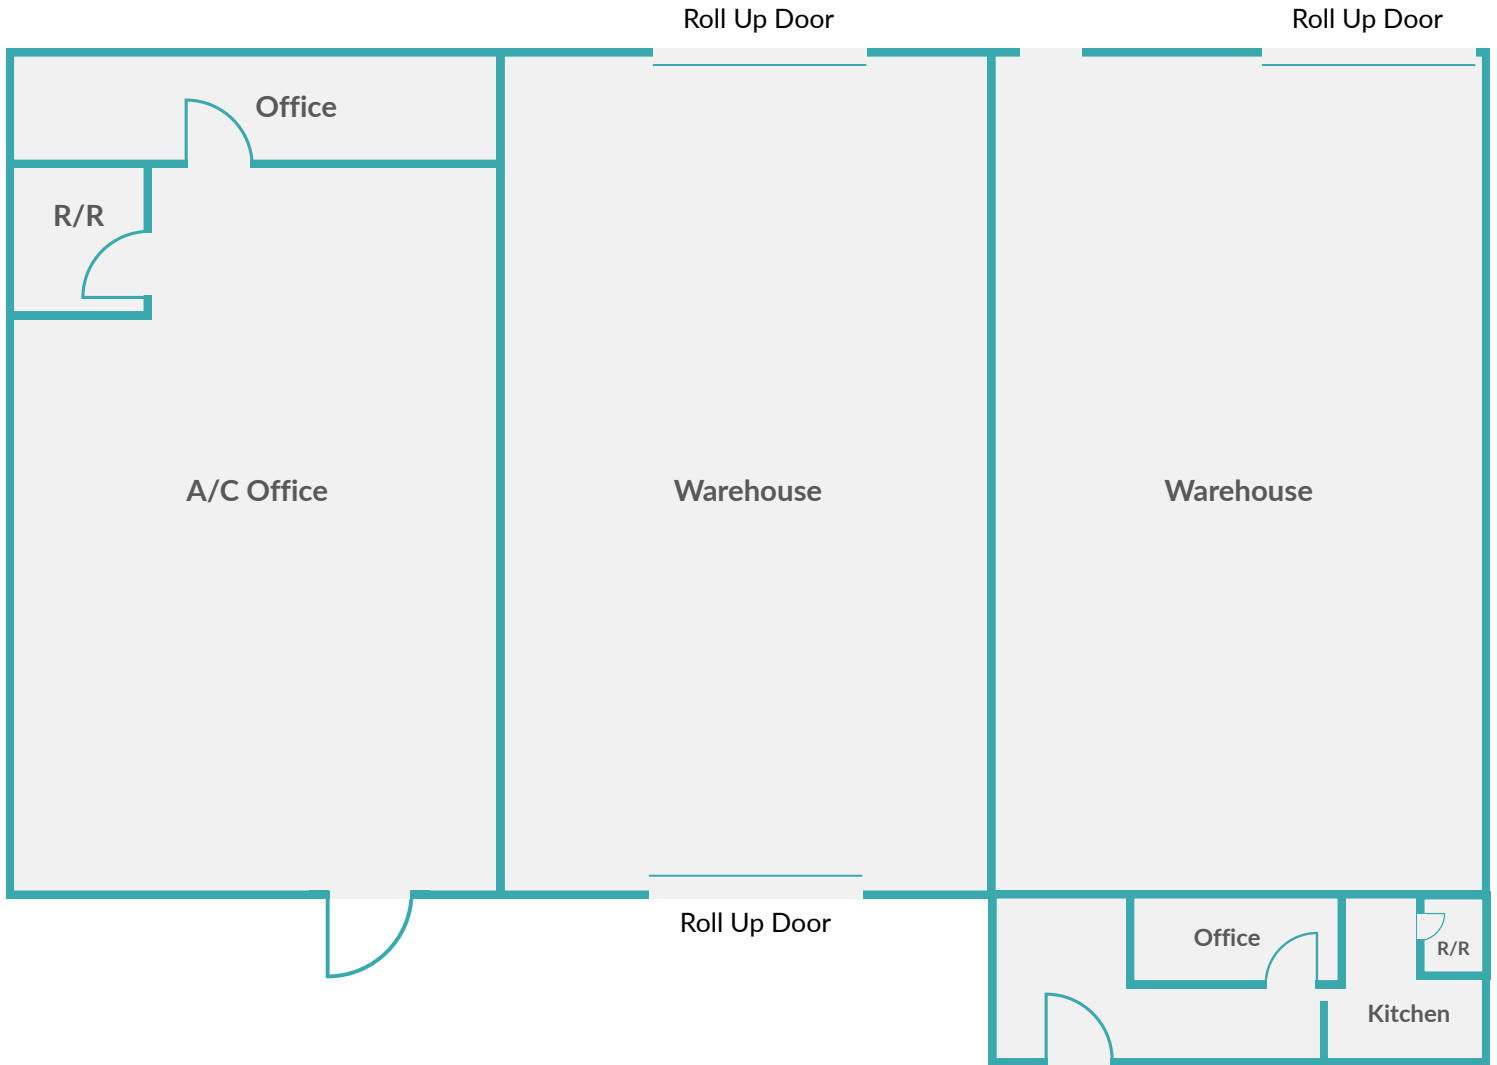 Roll Up Door
Roll Up Door
Office
R/R
A/C Office
Warehouse
Warehouse
Roll Up Door
Office
R/R
Kitchen